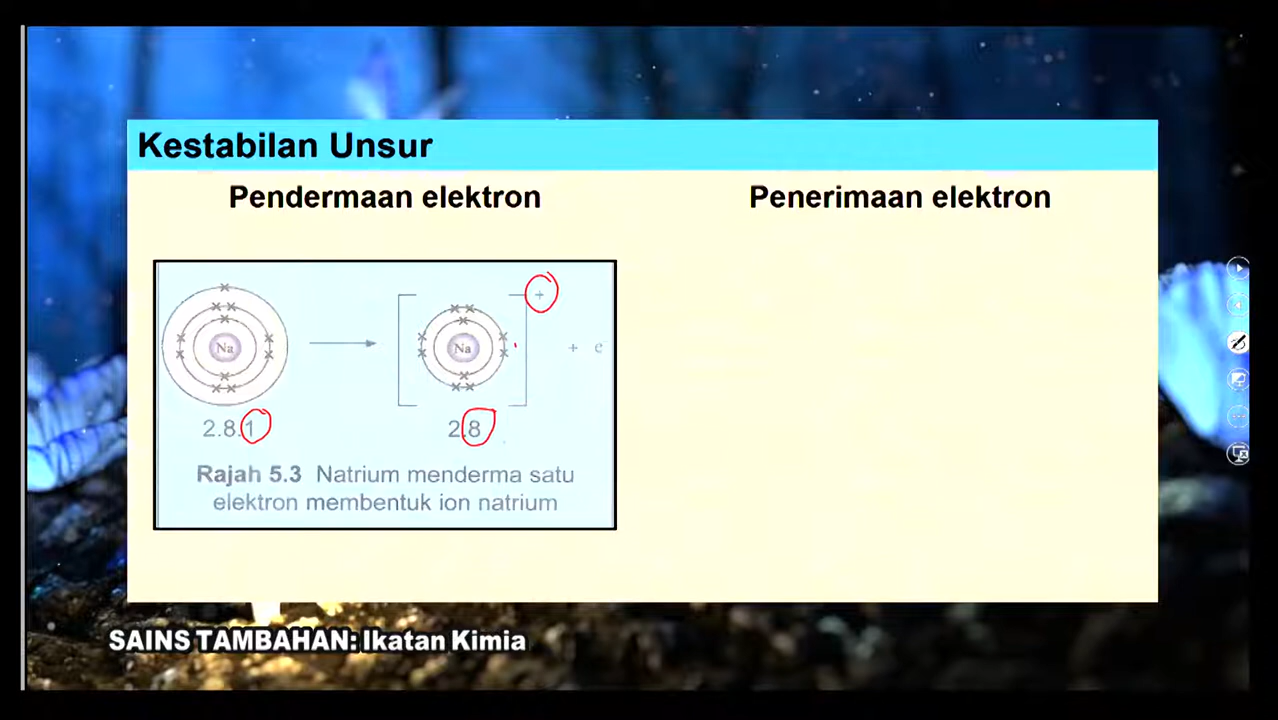 Kestabilan Unsur
Pendermaan elektron
Penerimaan elektron
+
Na
Na
+ e
2.8.1
2.8
Rajah 5.3 Natrium menderma satu
elektron membentuk ion natrium
SAINS TAMBAHAN: Ikatan Kimia